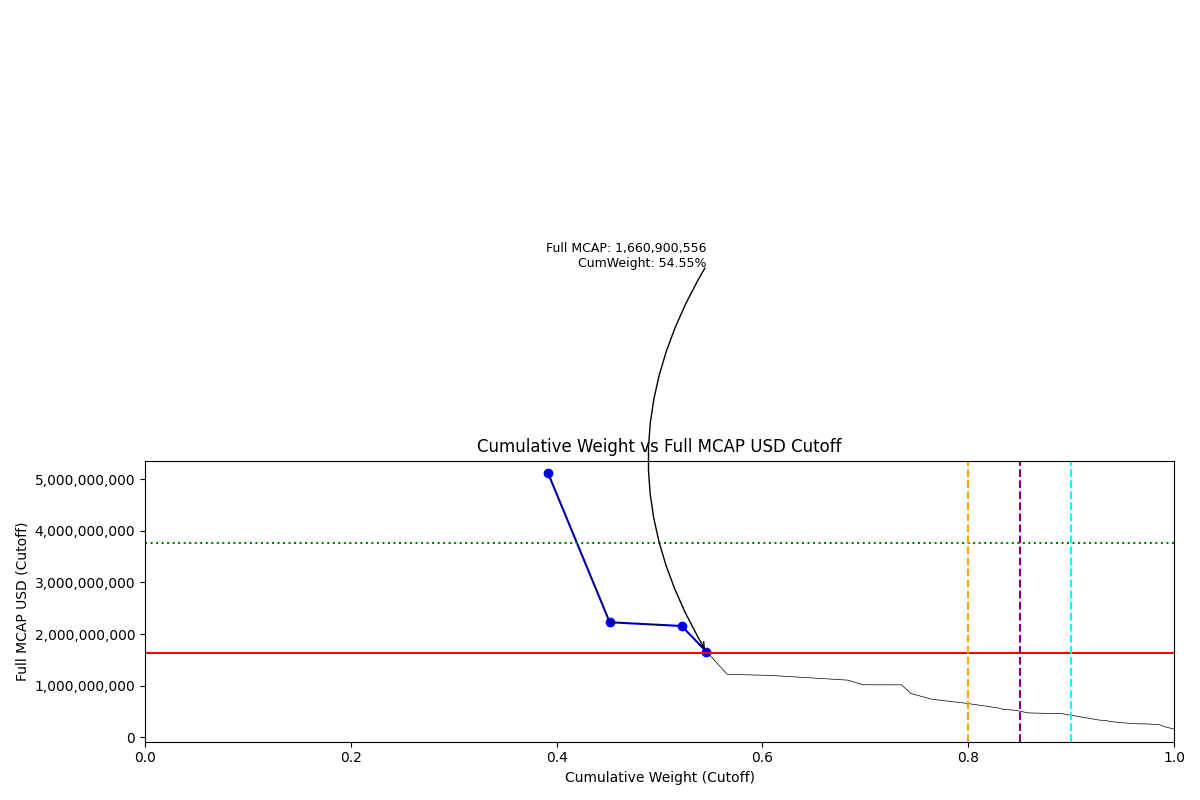 Full MCAP: 1,660,900,556
CumWeight: 54.55%
Cumulative Weight vs Full MCAP USD Cutoff
Full MCAP USD (Cutoff)
5,000,000,000
4,000,000,000
3,000,000,000
2,000,000,000
1,000,000,000
0
0.0 0.2 0.4 0.6 0.8 1.0
Cumulative Weight (Cutoff)